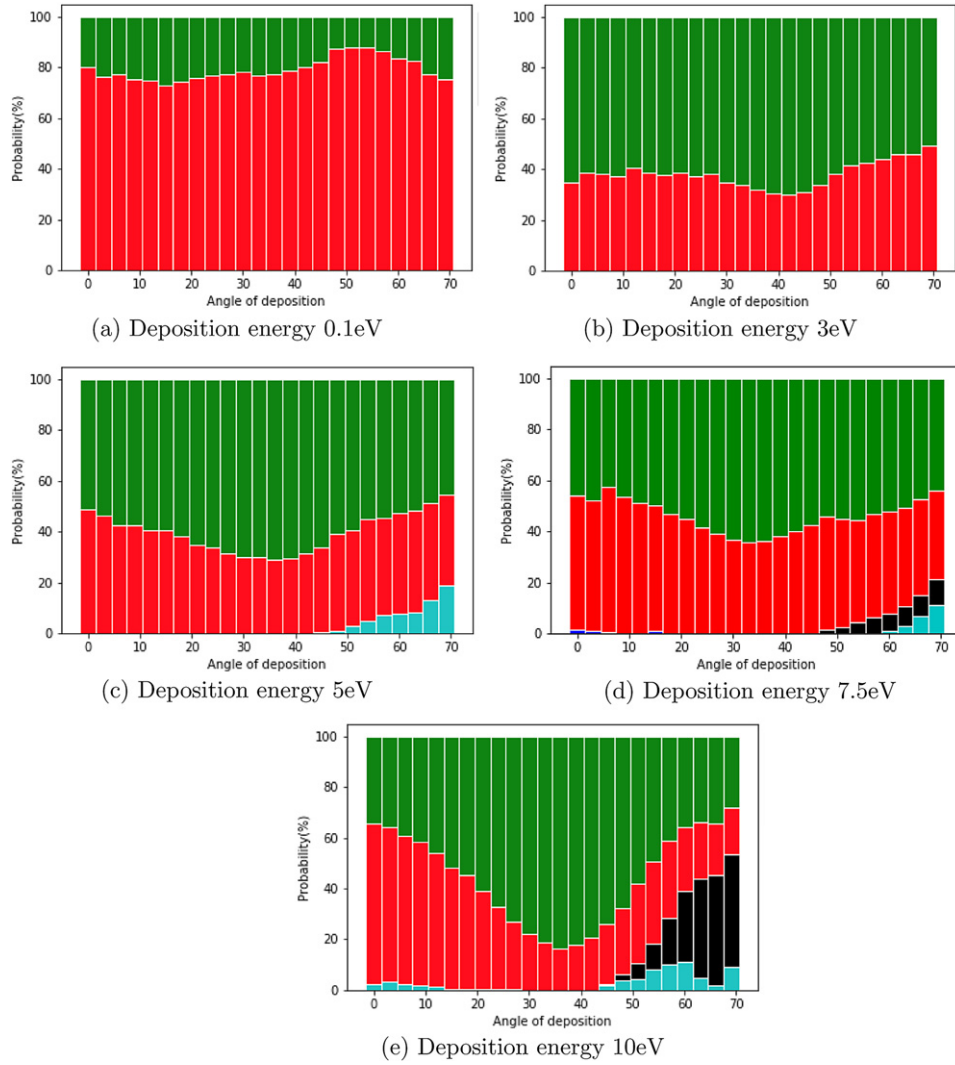 100
80
60
40
20
0
Probability(%)
0 10 20 30 40 50 60 70
Angle of deposition
(a) Deposition energy 0.1eV
100
80
60
40
20
0
Probability(%)
0 10 20 30 40 50 60 70
Angle of deposition
(b) Deposition energy 3eV
100
80
60
40
20
0
Probability(%)
0 10 20 30 40 50 60 70
Angle of deposition
(c) Deposition energy 5eV
100
80
60
40
20
0
Probability(%)
0 10 20 30 40 50 60 70
Angle of deposition
(d) Deposition energy 7.5eV
100
80
60
40
20
0
Probability(%)
0 10 20 30 40 50 60 70
Angle of deposition
(e) Deposition energy 10eV